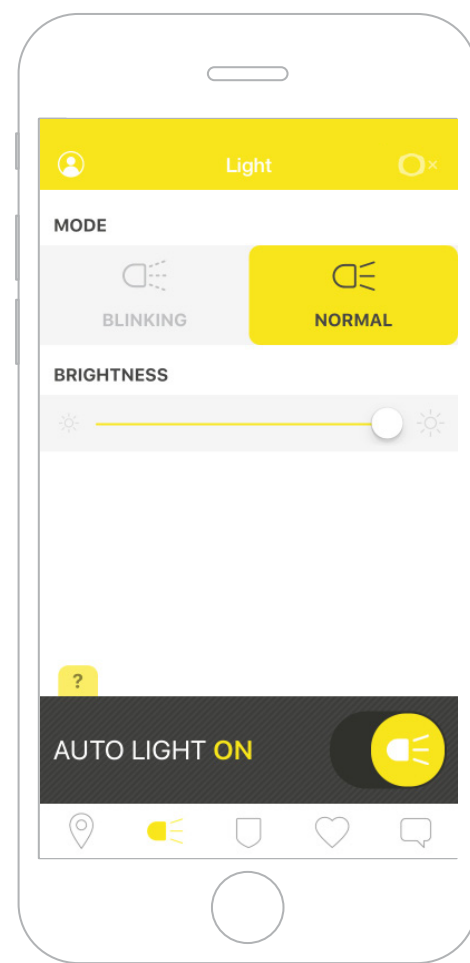 Light
MODE
BLINKING
NORMAL
BRIGHTNESS
?
AUTO LIGHT ON